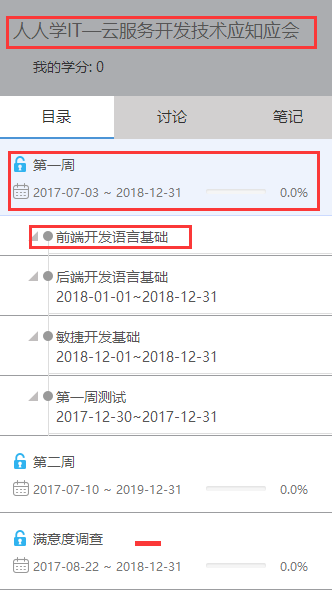 人人学IT—云服务开发技术应知应会
我的学分: 0
目录 讨论 笔记
第一周
2017-07-03 ~ 2018-12-31 0.0%
前端开发语言基础
后端开发语言基础
2018-01-01~2018-12-31
敏捷开发基础
2018-12-01~2018-12-31
第一周测试
2017-12-30~2017-12-31
第二周
2017-07-10 ~ 2019-12-31 0.0%
满意度调查
2017-08-22 ~ 2018-12-31 0.0%